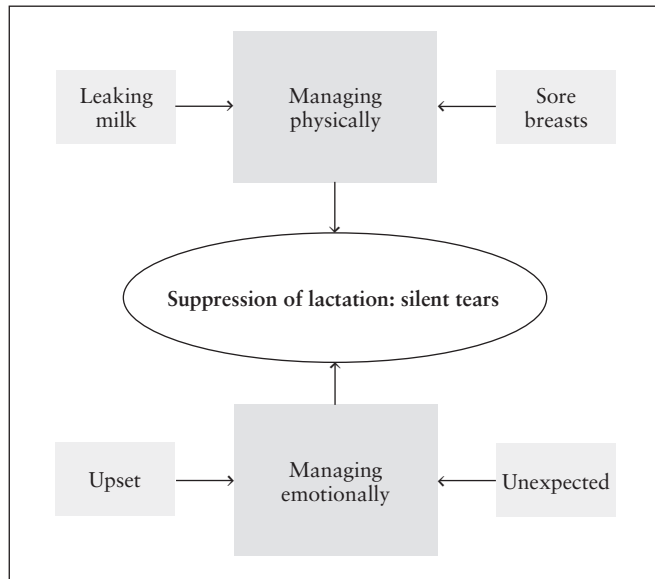 Leaking
milk
Managing
physically
Sore
breasts
Suppression of lactation: silent tears
Upset
Managing
emotionally
Unexpected